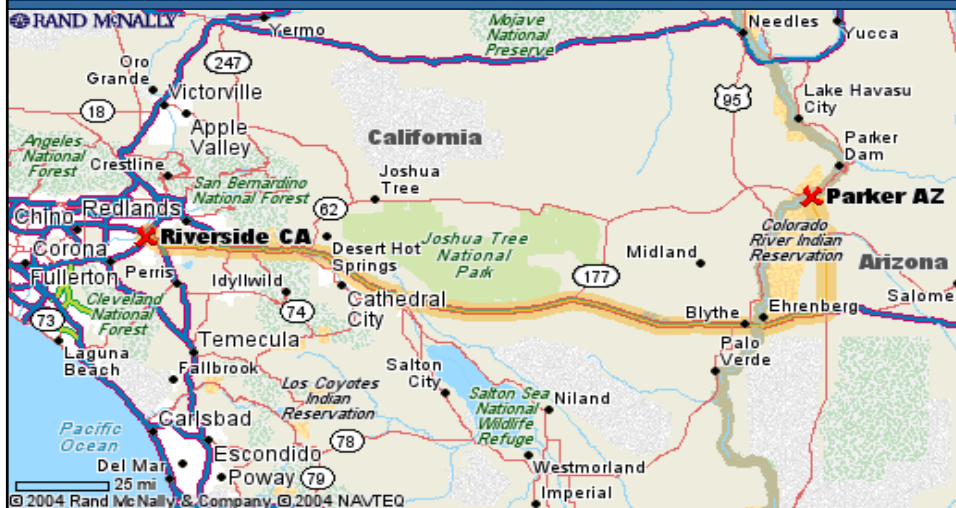 RAND McNALLY
Yermo
Mojave
National
Preserve
Needles
Yucca
Oro
Grande
247
Victorville
18
Apple
Valley
95
Lake Havasu
City
California
Angeles
National
Forest
Crestline
Parker
Dam
San Bernardino
National Forest
Joshua
Tree
Parker AZ
Chino
Redlands
62
Riverside CA
Colorado
River Indian
Reservation
Corona
Desert Hot
Springs
Joshua Tree
National
Park
Midland
Arizona
Fullerton
Perris
Idyllwild
177
Cleveland
National
Forest
74
Cathedral
City
Salome
73
Blythe
Ehrenberg
Laguna
Beach
Temecula
Palo
Verde
Fallbrook
Salton
City
Los Coyotes
Indian
Reservation
Salton Sea
National
Wildlife
Refuge
Niland
Carlsbad
Pacific
Ocean
78
Escondido
Del Mar
Poway
79
Westmorland
25 mi
Imperial
© 2004 Rand McNally & Company © 2004 NAVTEQ